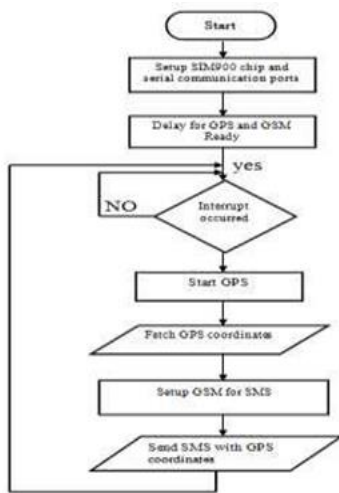 Start
Setup SIM900 chip and
serial communication ports
Delay for GPS and GSM
Ready
yes
NO
Interrupt
occurred
Start GPS
Fetch GPS coordinates
Setup GSM for SMS
Send SMS with GPS
coordinates